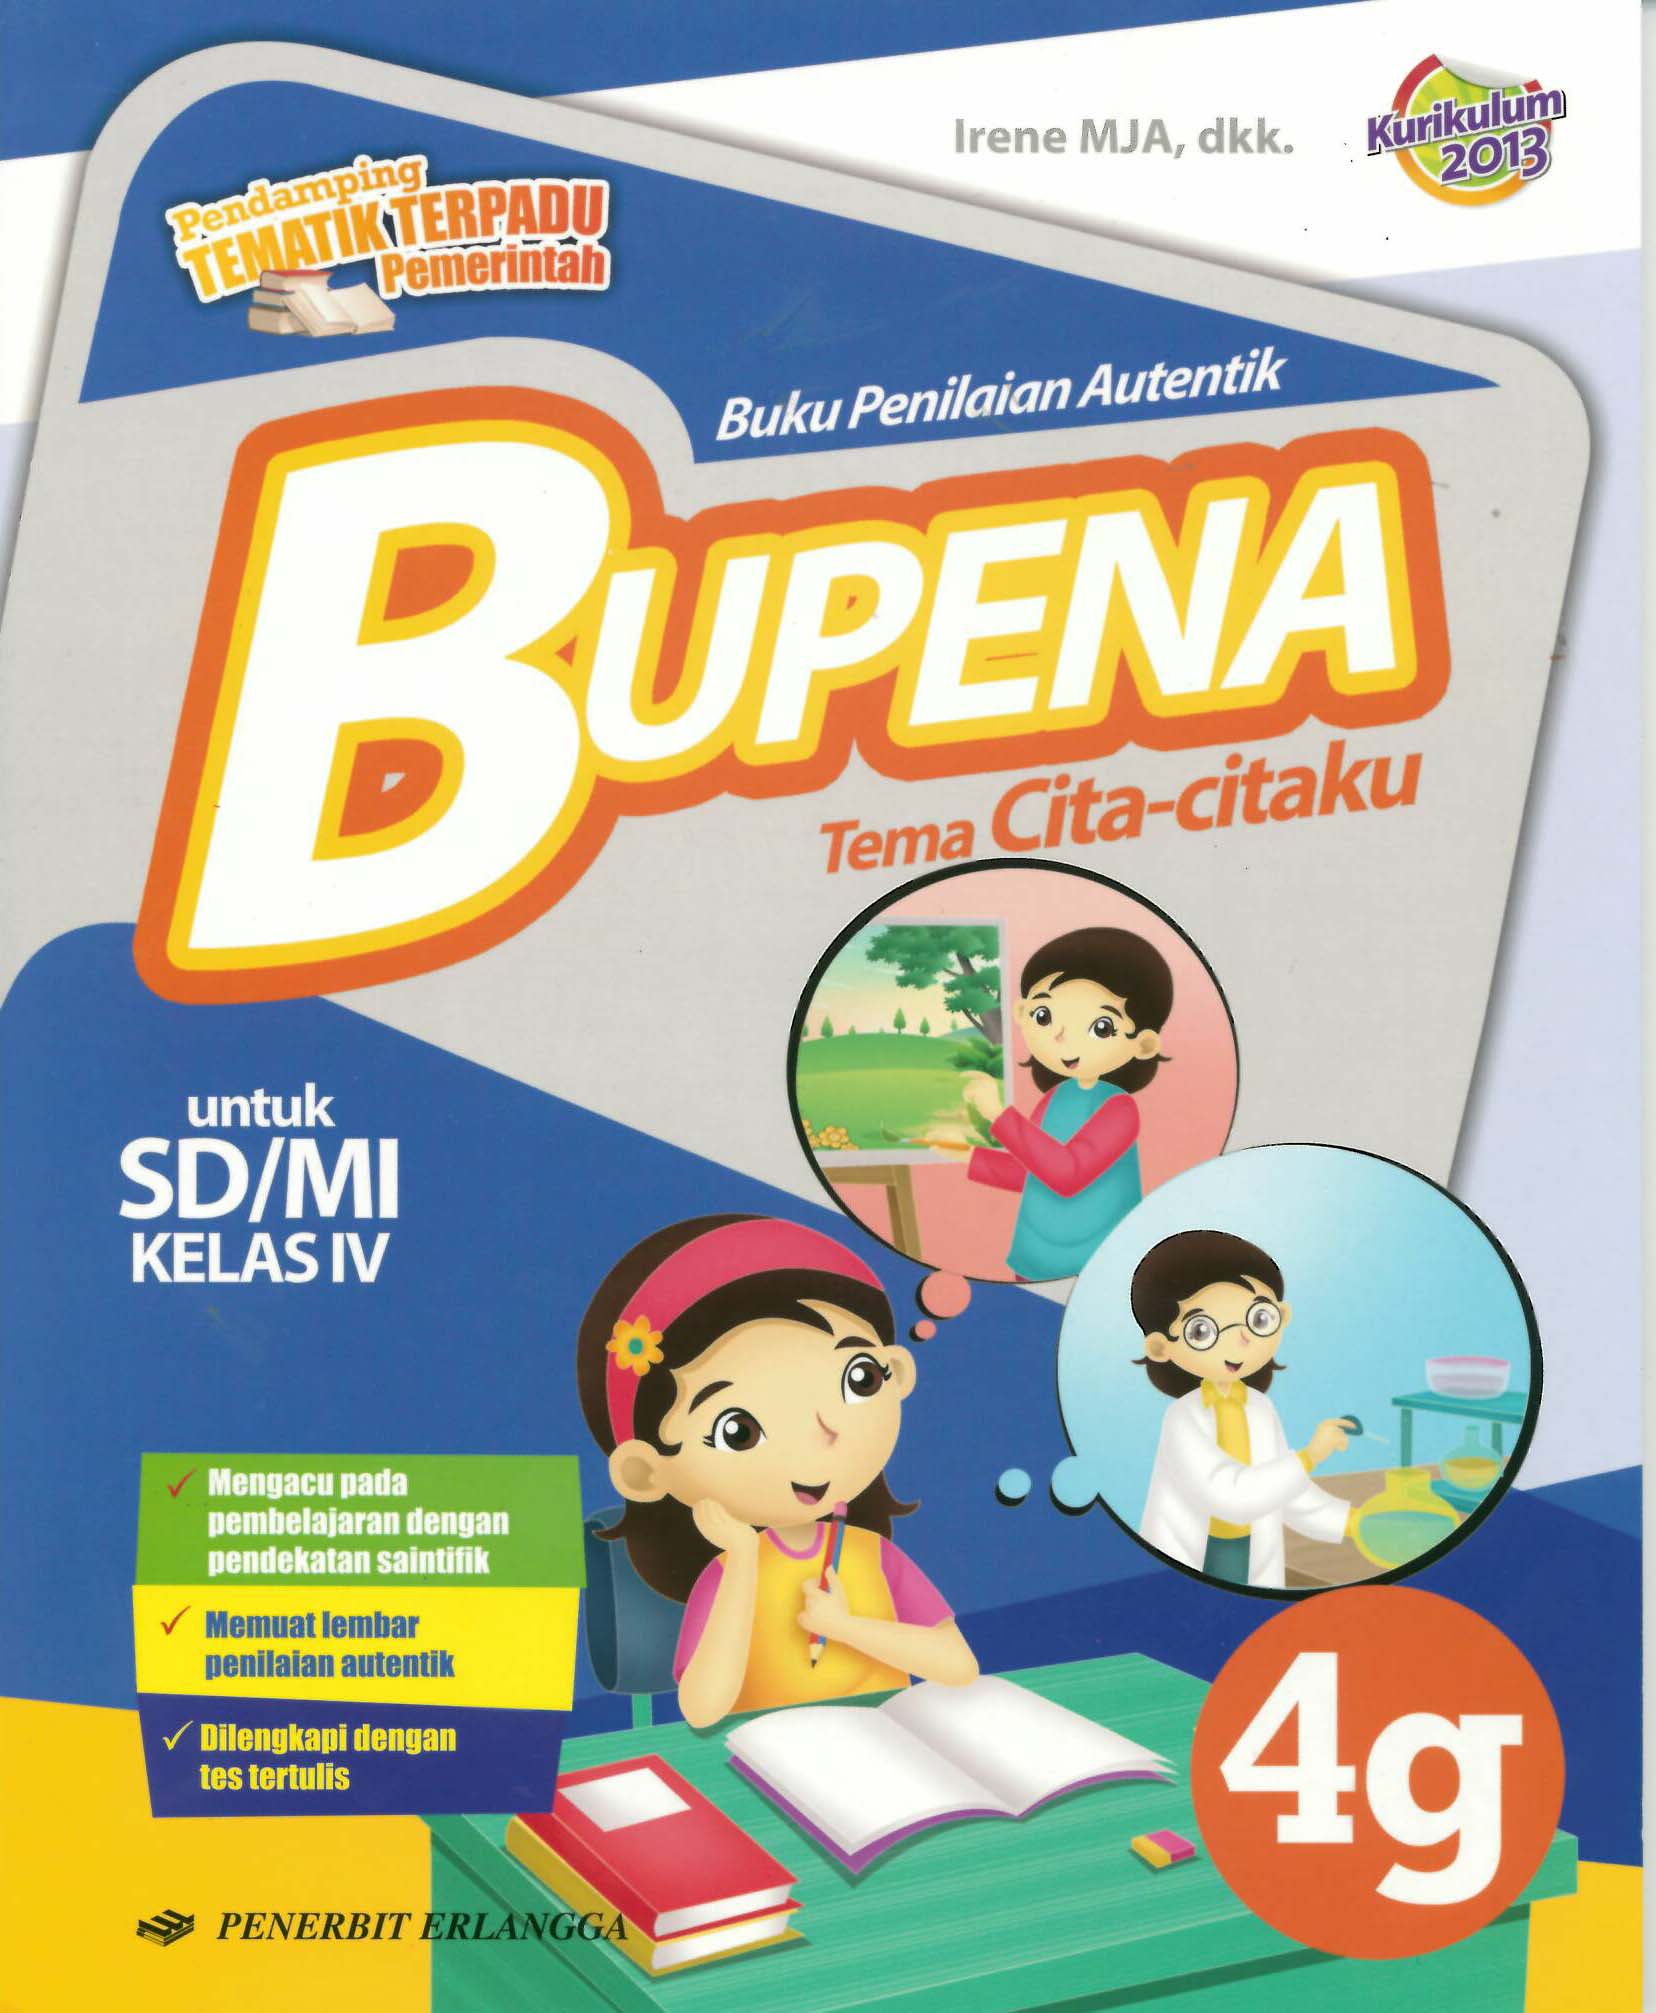 Irene MJA, dkk.
Kurikulum
2013
Pendamping
TEMATIK TERPADU
Pemerintah
Buku Penilaian Autentik
BUPENA
Tema Cita-citaku
untuk
SD/MI
KELAS IV
Mengacu pada
pembelajaran dengan
pendekatan saintifik
Memuat lembar
penilaian autentik
Dilengkapi dengan
tes tertulis
4g
PENERBIT ERLANGGA